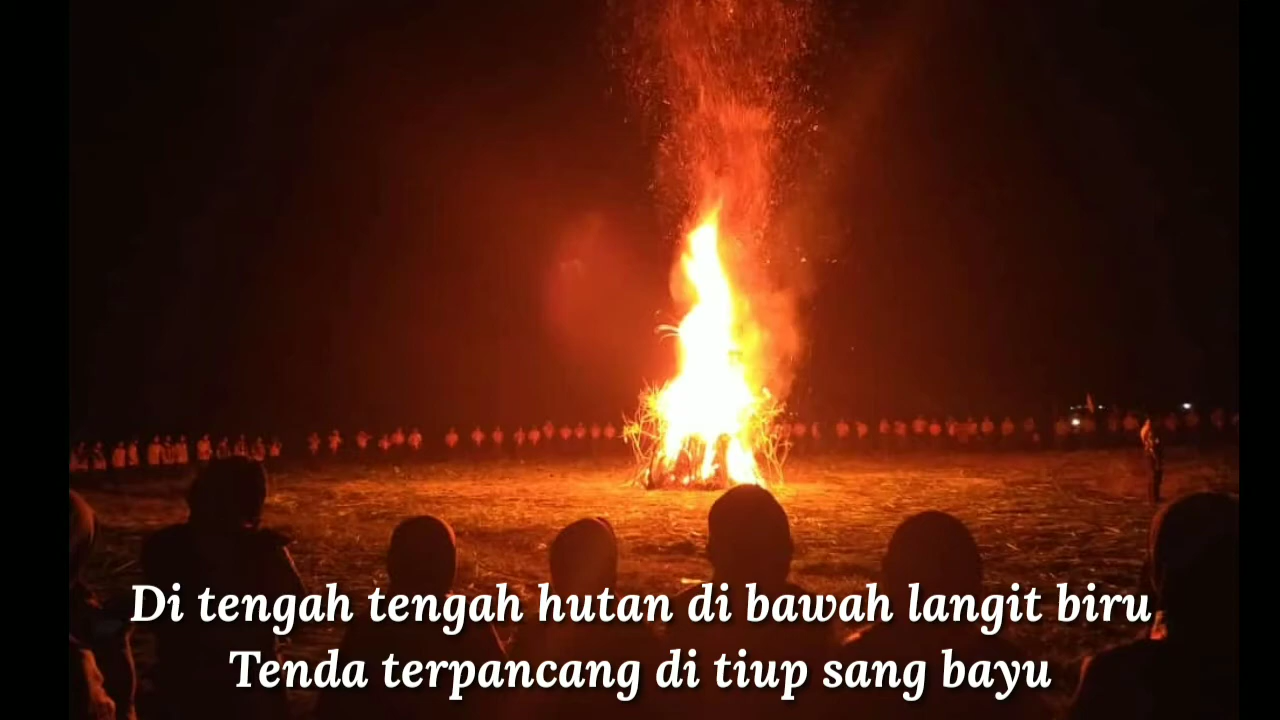 Di tengah tengah hutan di bawah langit biru
Tenda terpancang di tiup sang bayu